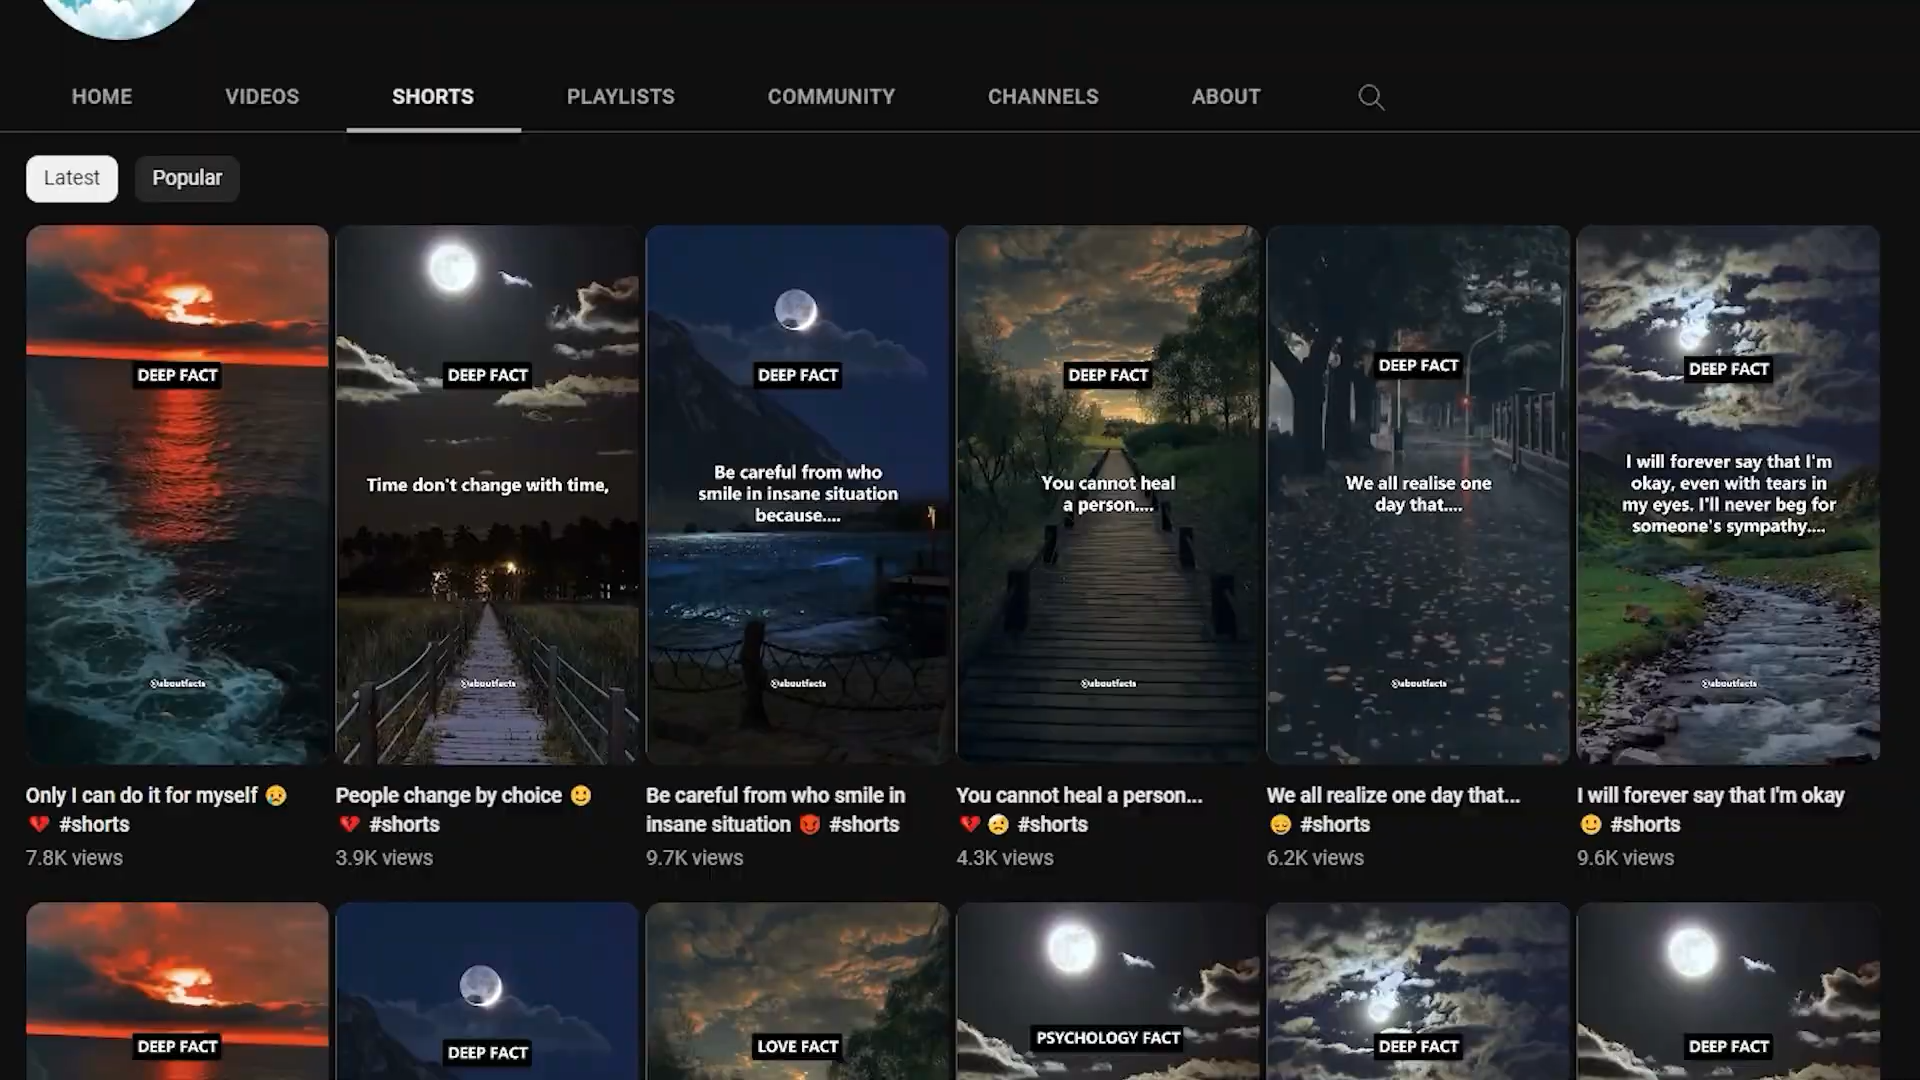 HOME
VIDEOS
SHORTS
PLAYLISTS
COMMUNITY
CHANNELS
ABOUT
Latest
Popular
DEEP FACT
@aboutfacts
Only I can do it for myself 😥
💔 #shorts
7.8K views
DEEP FACT
Time don't change with time,
@aboutfacts
People change by choice 🙂
💔 #shorts
3.9K views
DEEP FACT
Be careful from who
smile in insane situation
because....
@aboutfacts
Be careful from who smile in
insane situation 😈 #shorts
9.7K views
DEEP FACT
You cannot heal
a person....
@aboutfacts
You cannot heal a person...
💔 🤕 #shorts
4.3K views
DEEP FACT
We all realise one
day that....
@aboutfacts
We all realize one day that...
😔 #shorts
6.2K views
DEEP FACT
I will forever say that I'm
okay, even with tears in
my eyes. I'll never beg for
someone's sympathy....
@aboutfacts
I will forever say that I'm okay
🙂 #shorts
9.6K views
DEEP FACT
DEEP FACT
LOVE FACT
PSYCHOLOGY FACT
DEEP FACT
DEEP FACT